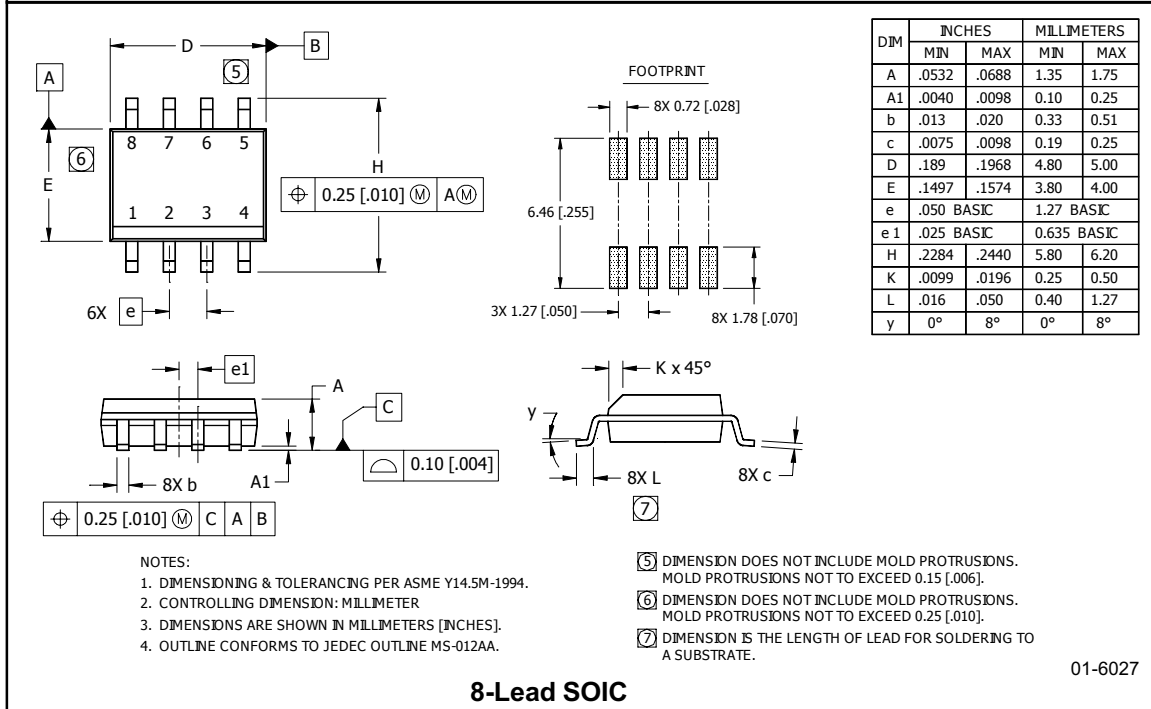 D
B
5
A
8 7 6 5
6
E
H
⌖ 0.25 [.010] Ⓜ AⓂ
1 2 3 4
6X e
FOOTPRINT
8X 0.72 [.028]
6.46 [.255]
3X 1.27 [.050]
8X 1.78 [.070]
DIM INCHES MILLIMETERS
MIN MAX MIN MAX
A .0532 .0688 1.35 1.75
A1 .0040 .0098 0.10 0.25
b .013 .020 0.33 0.51
c .0075 .0098 0.19 0.25
D .189 .1968 4.80 5.00
E .1497 .1574 3.80 4.00
e .050 BASIC 1.27 BASIC
e 1 .025 BASIC 0.635 BASIC
H .2284 .2440 5.80 6.20
K .0099 .0196 0.25 0.50
L .016 .050 0.40 1.27
y 0° 8° 0° 8°
e1
A
C
0.10 [.004]
8X b
A1
⌖ 0.25 [.010] Ⓜ C A B
K x 45°
y
8X L
8X c
7
NOTES:
1. DIMENSIONING & TOLERANCING PER ASME Y14.5M-1994.
2. CONTROLLING DIMENSION: MILLIMETER
3. DIMENSIONS ARE SHOWN IN MILLIMETERS [INCHES].
4. OUTLINE CONFORMS TO JEDEC OUTLINE MS-012AA.
5 DIMENSION DOES NOT INCLUDE MOLD PROTRUSIONS.
MOLD PROTRUSIONS NOT TO EXCEED 0.15 [.006].
6 DIMENSION DOES NOT INCLUDE MOLD PROTRUSIONS.
MOLD PROTRUSIONS NOT TO EXCEED 0.25 [.010].
7 DIMENSION IS THE LENGTH OF LEAD FOR SOLDERING TO
A SUBSTRATE.
01-6027
8-Lead SOIC